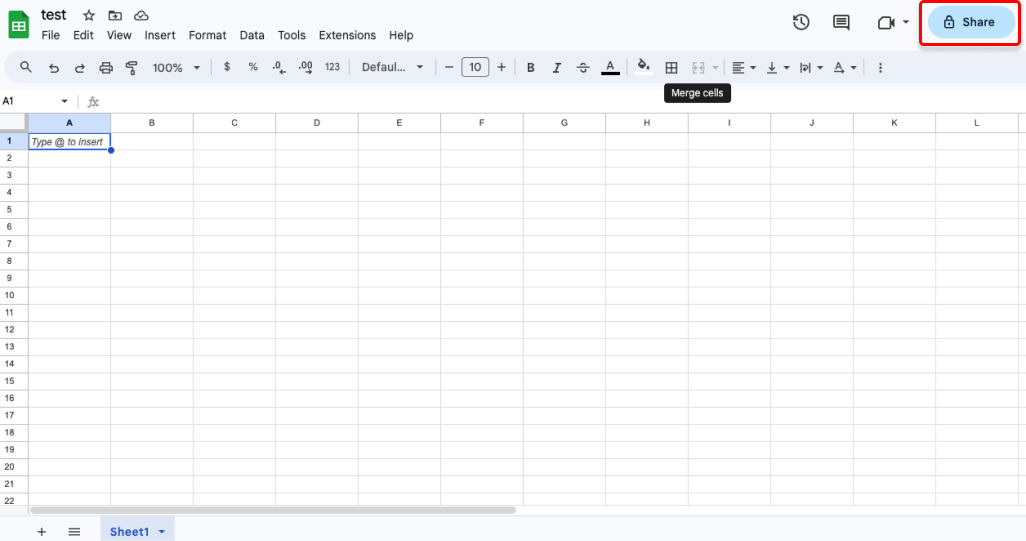 test
Share
File Edit View Insert Format Data Tools Extensions Help
100% $ % .0 .00 123 Defaul... − 10 + B I A A
Merge cells
A1 fx
A B C D E F G H I J K L
1 Type @ to insert
2
3
4
5
6
7
8
9
10
11
12
13
14
15
16
17
18
19
20
21
22
+ Sheet1